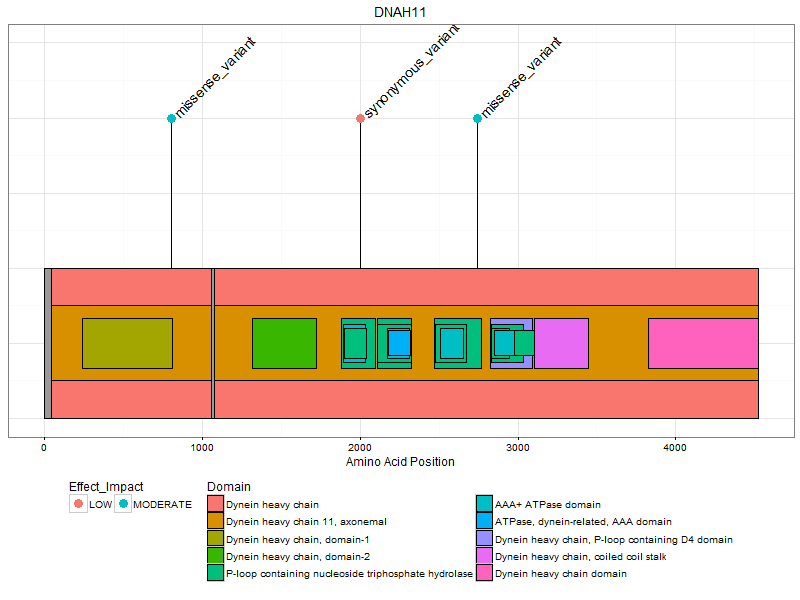 DNAH11
missense_variant
synonymous_variant
missense_variant
0 1000 2000 3000 4000
Amino Acid Position
Effect_Impact
LOW MODERATE
Domain
Dynein heavy chain
Dynein heavy chain 11, axonemal
Dynein heavy chain, domain-1
Dynein heavy chain, domain-2
P-loop containing nucleoside triphosphate hydrolase
AAA+ ATPase domain
ATPase, dynein-related, AAA domain
Dynein heavy chain, P-loop containing D4 domain
Dynein heavy chain, coiled coil stalk
Dynein heavy chain domain